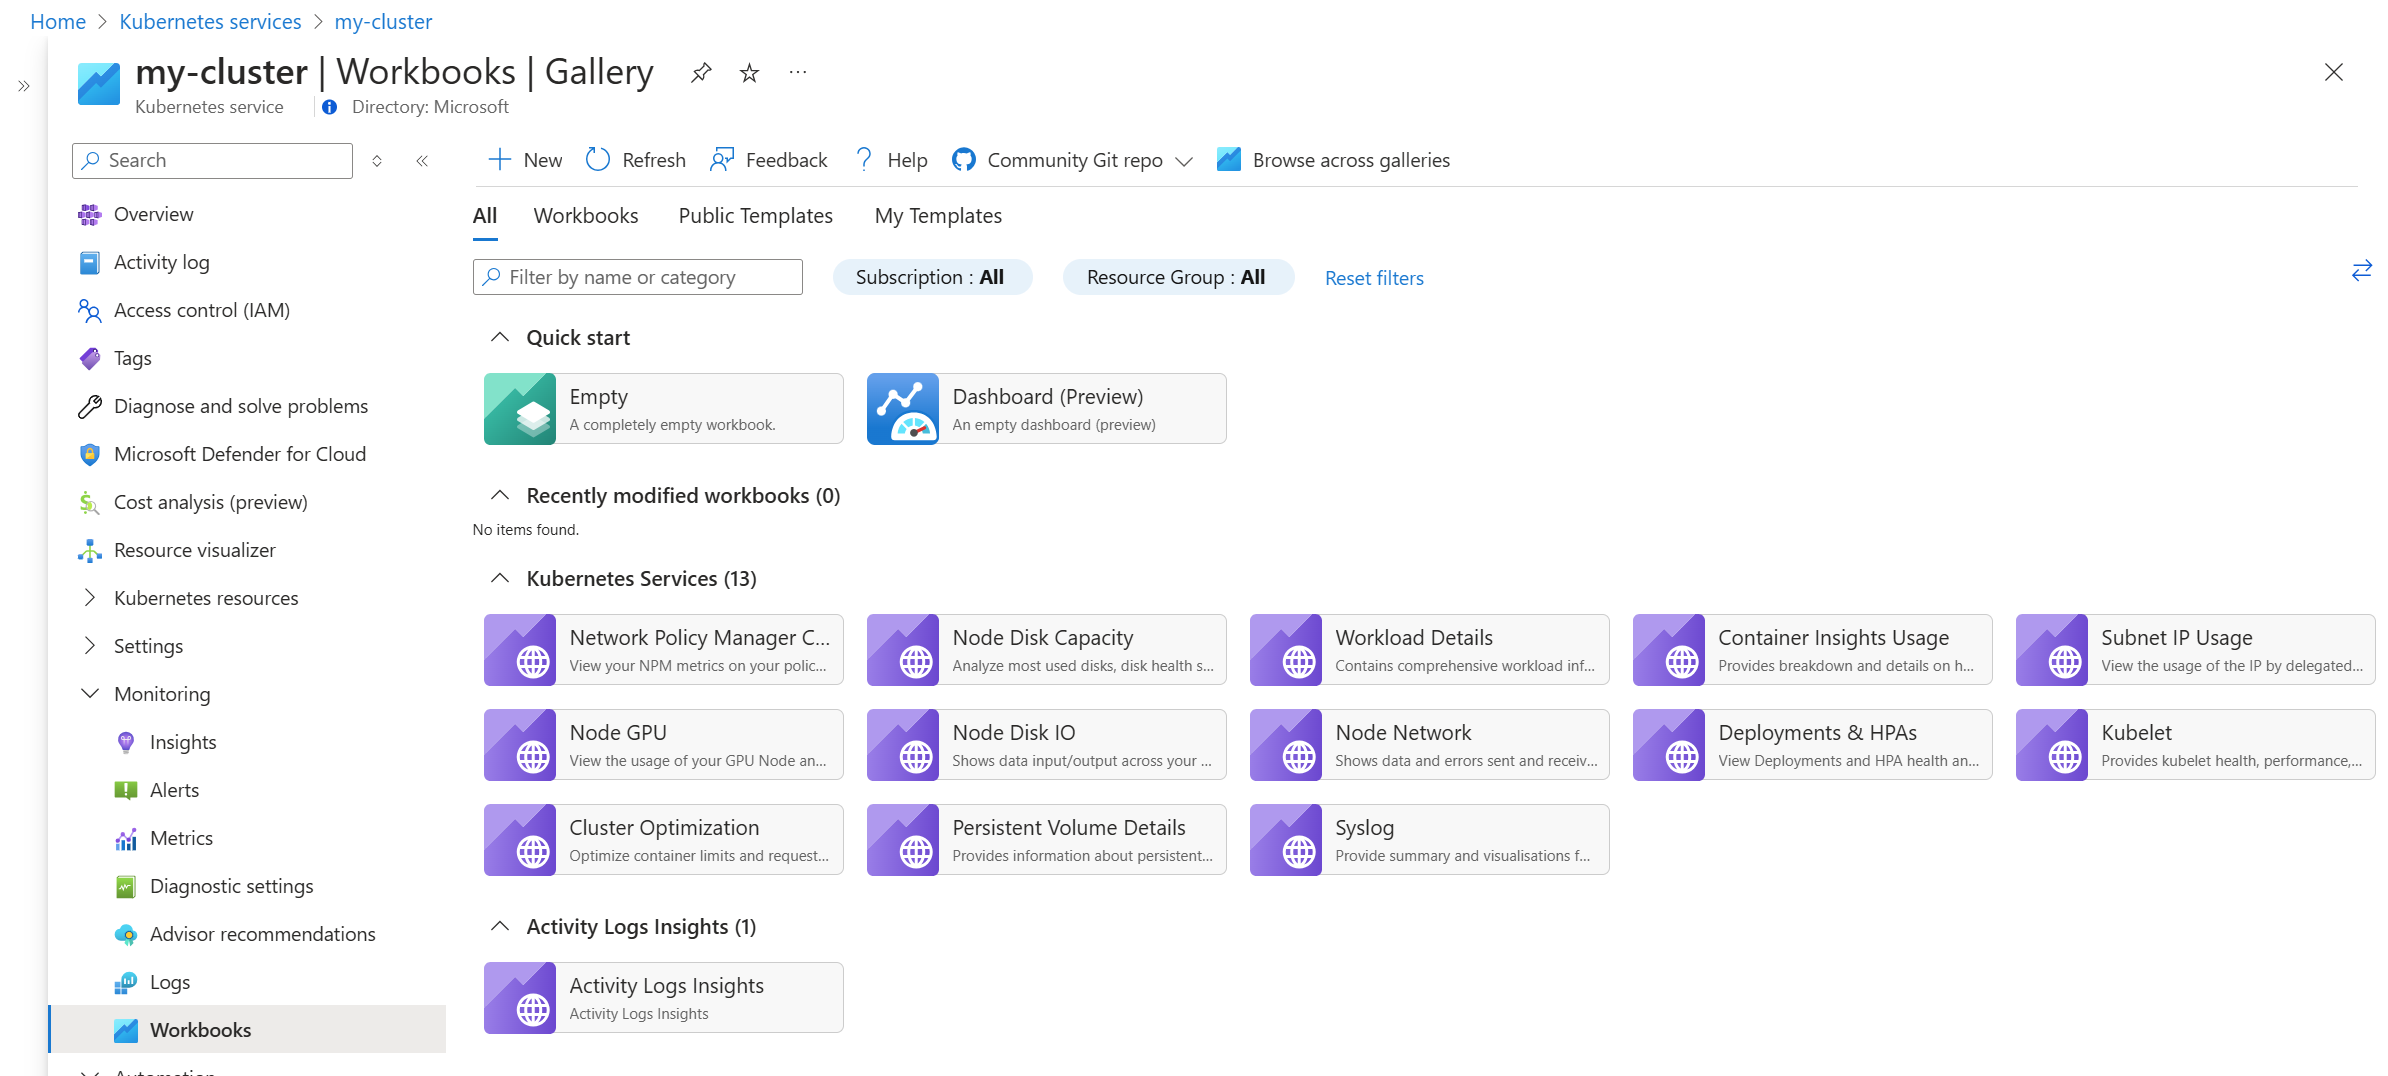 Home > Kubernetes services > my-cluster
my-cluster | Workbooks | Gallery
Kubernetes service
Directory: Microsoft
Search
Overview
Activity log
Access control (IAM)
Tags
Diagnose and solve problems
Microsoft Defender for Cloud
Cost analysis (preview)
Resource visualizer
Kubernetes resources
Settings
Monitoring
Insights
Alerts
Metrics
Diagnostic settings
Advisor recommendations
Logs
Workbooks
New
Refresh
Feedback
Help
Community Git repo
Browse across galleries
All
Workbooks
Public Templates
My Templates
Filter by name or category
Subscription : All
Resource Group : All
Reset filters
Quick start
Empty
A completely empty workbook.
Dashboard (Preview)
An empty dashboard (preview)
Recently modified workbooks (0)
No items found.
Kubernetes Services (13)
Network Policy Manager C...
View your NPM metrics on your polic...
Node Disk Capacity
Analyze most used disks, disk health s...
Workload Details
Contains comprehensive workload inf...
Container Insights Usage
Provides breakdown and details on h...
Subnet IP Usage
View the usage of the IP by delegated...
Node GPU
View the usage of your GPU Node an...
Node Disk IO
Shows data input/output across your ...
Node Network
Shows data and errors sent and receiv...
Deployments & HPAs
View Deployments and HPA health an...
Kubelet
Provides kubelet health, performance,...
Cluster Optimization
Optimize container limits and request...
Persistent Volume Details
Provides information about persistent...
Syslog
Provide summary and visualisations f...
Activity Logs Insights (1)
Activity Logs Insights
Activity Logs Insights